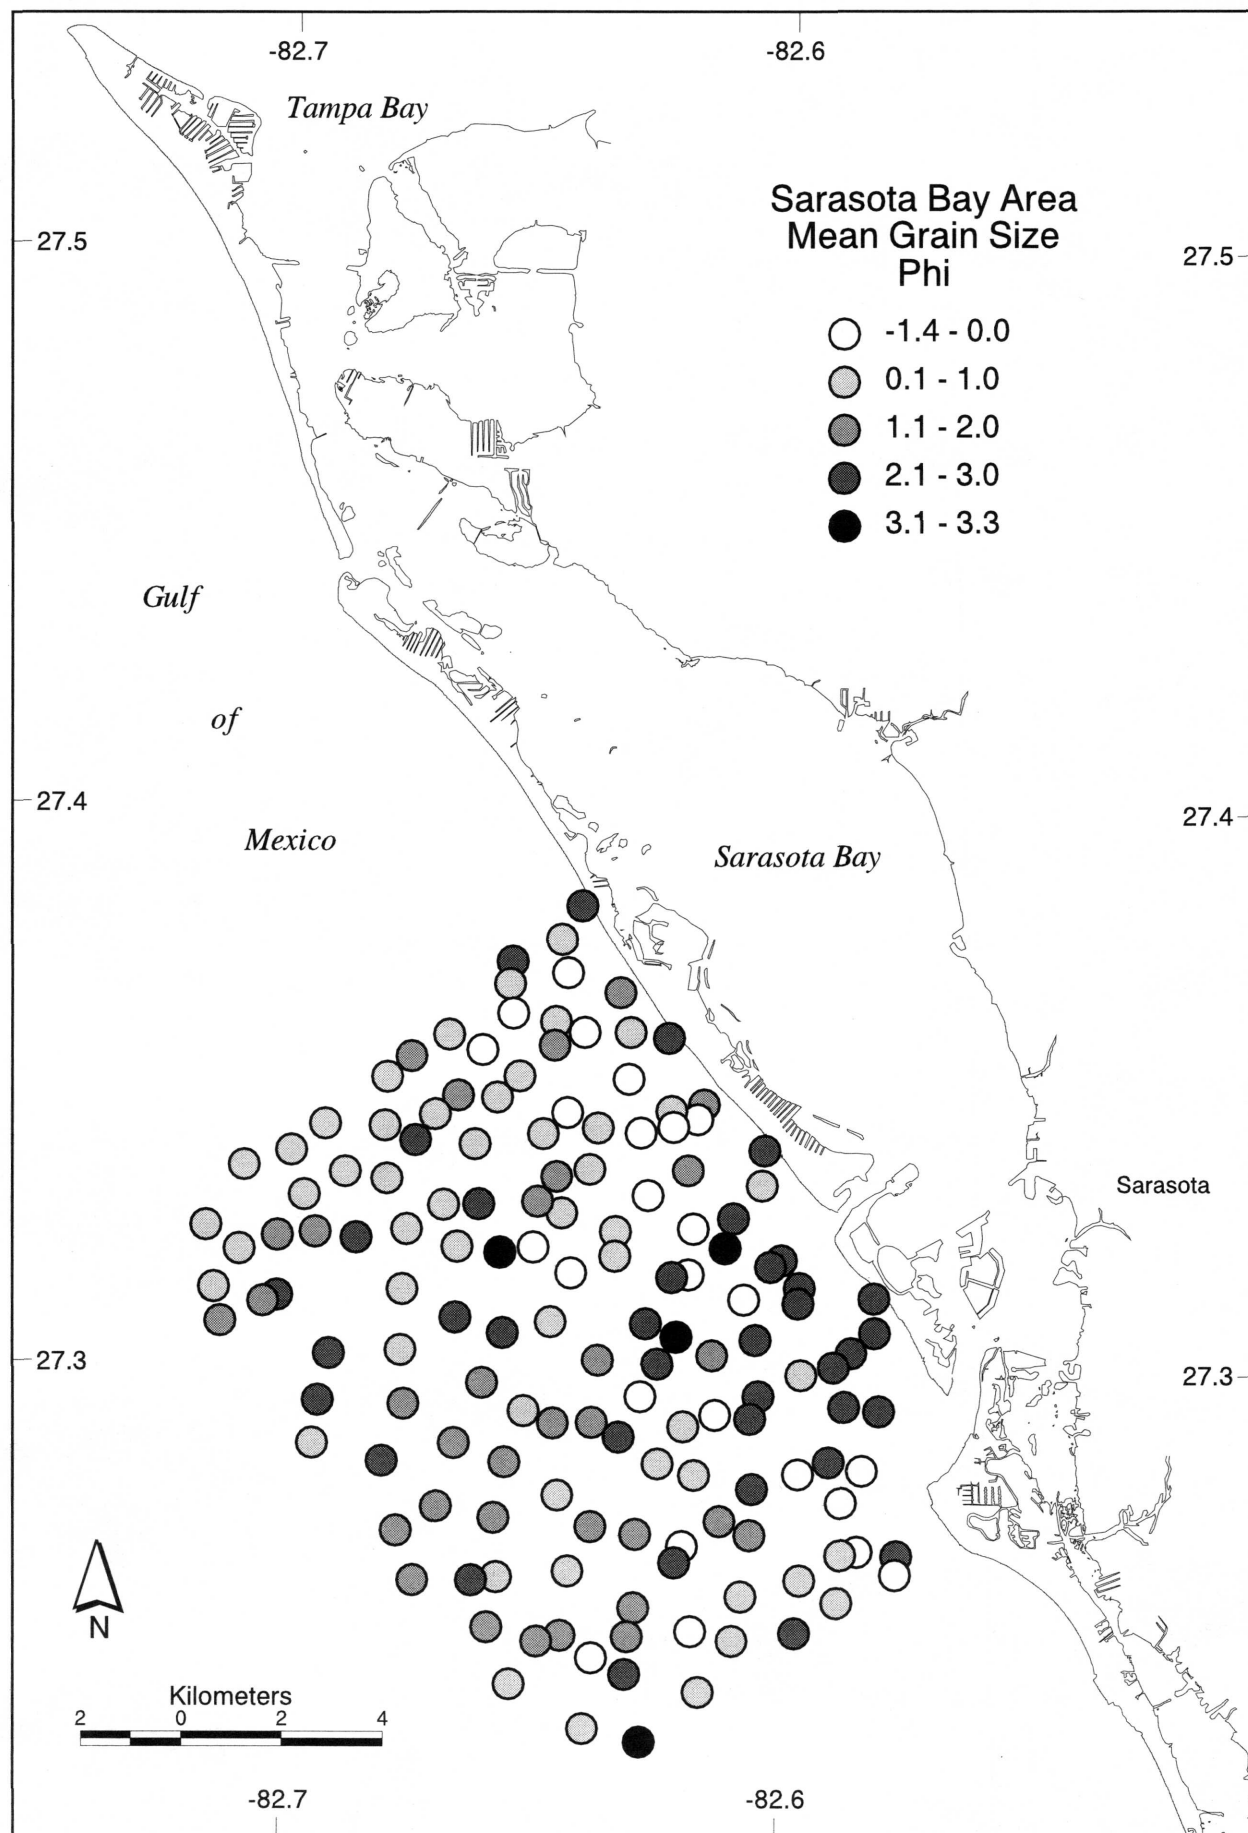 -82.7
-82.6
Tampa Bay
Sarasota Bay Area
Mean Grain Size
Phi
27.5
27.5
-1.4 - 0.0
0.1 - 1.0
1.1 - 2.0
2.1 - 3.0
3.1 - 3.3
Gulf
of
27.4
27.4
Mexico
Sarasota Bay
Sarasota
27.3
27.3
N
Kilometers
2 0 2 4
-82.7
-82.6